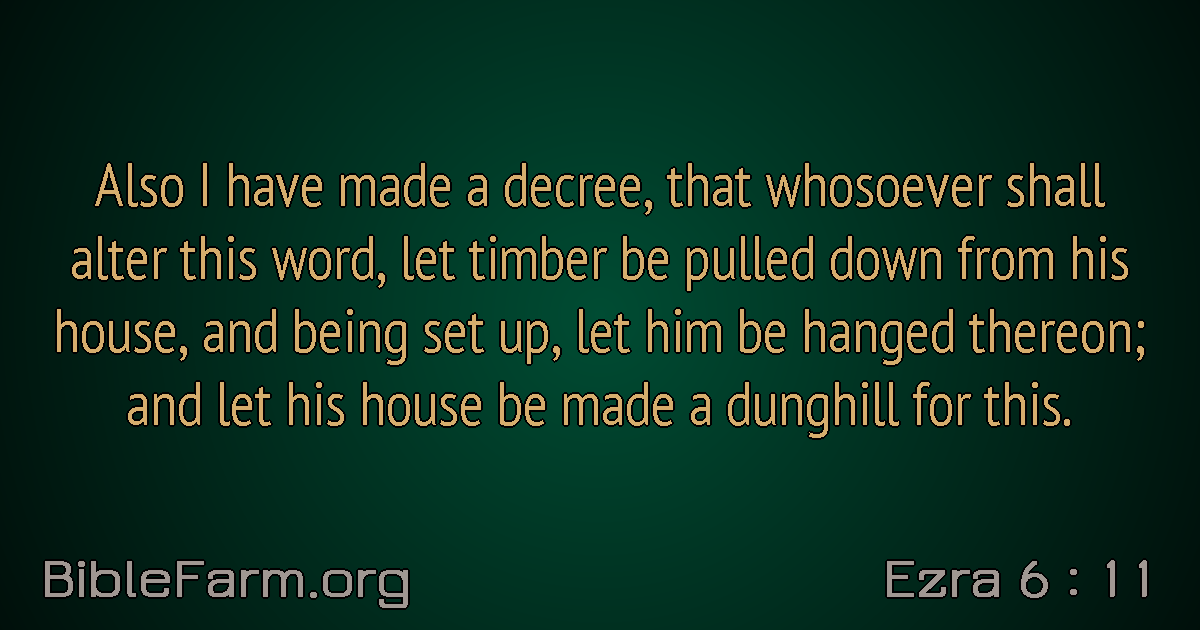 Also I have made a decree, that whosoever shall
alter this word, let timber be pulled down from his
house, and being set up, let him be hanged thereon;
and let his house be made a dunghill for this.
BibleFarm.org
Ezra 6 : 11